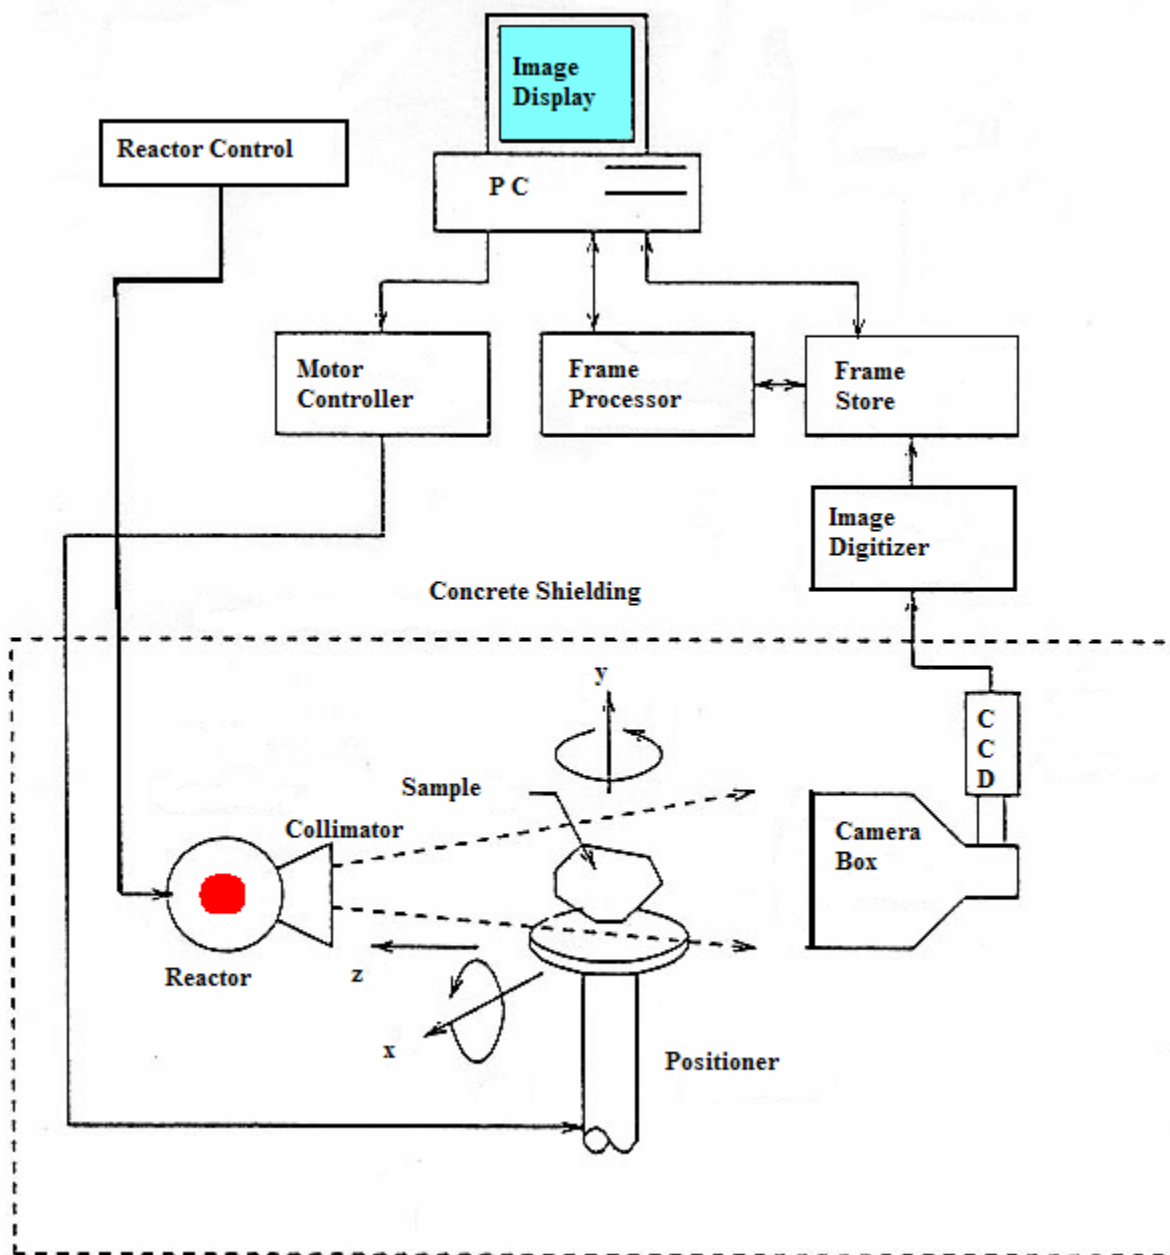 Image
Display
Reactor Control
P C
Motor
Controller
Frame
Processor
Frame
Store
Image
Digitizer
Concrete Shielding
y
C
C
D
Sample
Collimator
Camera
Box
Reactor
z
x
Positioner